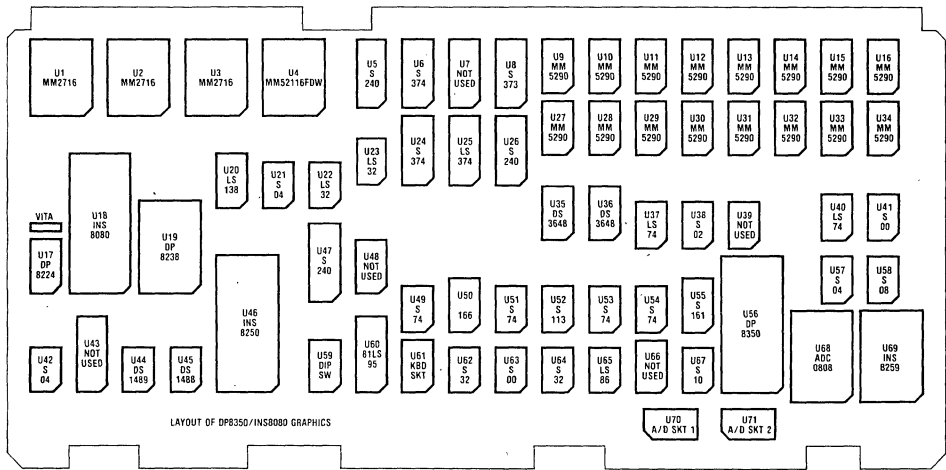 U1
MM2716
U2
MM2716
U3
MM2716
U4
MM52116FDW
U5
S
240
U6
S
374
U7
NOT
USED
U8
S
373
U9
MM
5290
U10
MM
5290
U11
MM
5290
U12
MM
5290
U13
MM
5290
U14
MM
5290
U15
MM
5290
U16
MM
5290
U27
MM
5290
U28
MM
5290
U29
MM
5290
U30
MM
5290
U31
MM
5290
U32
MM
5290
U33
MM
5290
U34
MM
5290
U18
INS
8080
U20
LS
138
U21
S
04
U22
LS
32
U23
LS
32
U24
S
374
U25
LS
374
U26
S
240
VITA
U17
DP
8224
U19
DP
8238
U47
S
240
U48
NOT
USED
U35
DS
3648
U36
DS
3648
U37
LS
74
U38
S
02
U39
NOT
USED
U40
LS
74
U41
S
00
U46
INS
8250
U49
S
74
U50
166
U51
S
74
U52
S
113
U53
S
74
U54
S
74
U55
S
161
U56
DP
8350
U57
S
04
U58
S
08
U42
S
04
U43
NOT
USED
U44
DS
1489
U45
DS
1488
U59
DIP
SW
U60
81LS
95
U61
KBD
SKT
U62
S
32
U63
S
00
U64
S
32
U65
LS
86
U66
NOT
USED
U67
S
10
U68
ADC
0808
U69
INS
8259
LAYOUT OF DP8350/INS8080 GRAPHICS
U70
A/D SKT 1
U71
A/D SKT 2